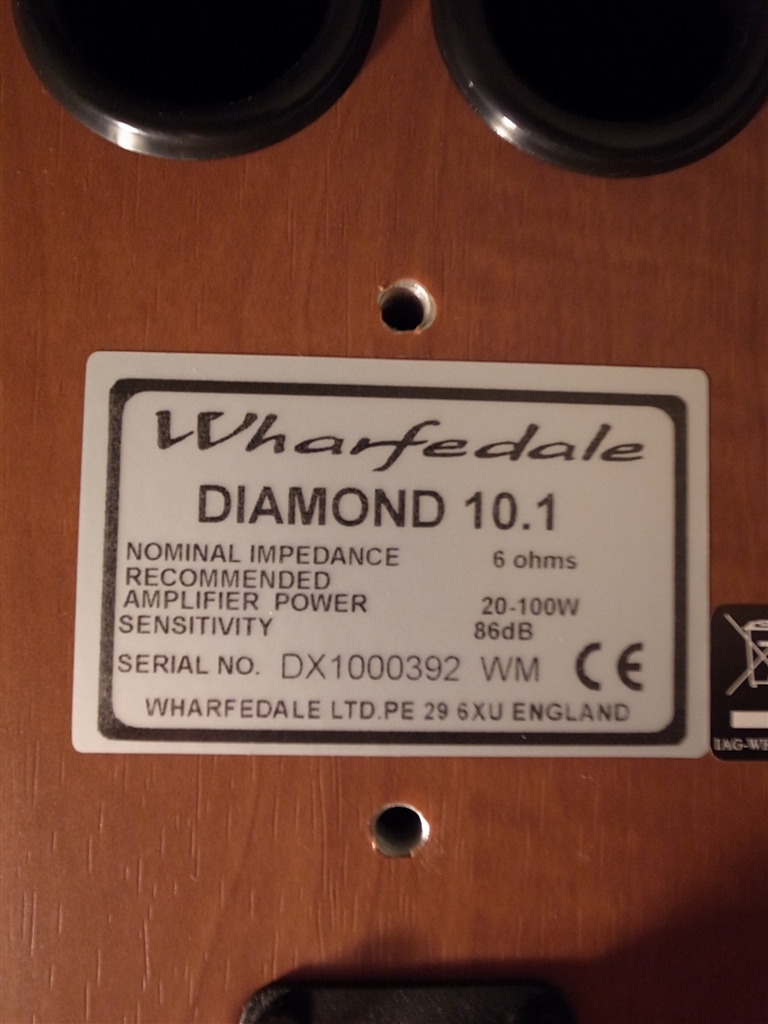 Wharfedale
DIAMOND 10.1
NOMINAL IMPEDANCE 6 ohms
RECOMMENDED
AMPLIFIER POWER 20-100W
SENSITIVITY 86dB
SERIAL NO. DX1000392 WM CE
WHARFEDALE LTD.PE 29 6XU ENGLAND